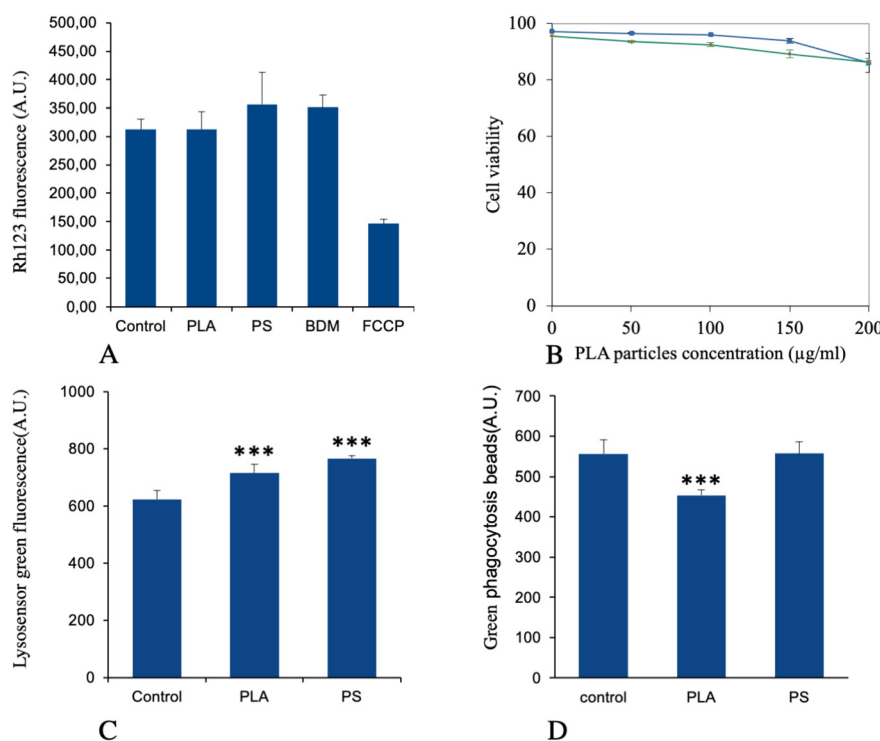 Rh123 fluorescence (A.U.)
500,00
450,00
400,00
350,00
300,00
250,00
200,00
150,00
100,00
50,00
0,00
Control PLA PS BDM FCCP
A
Cell viability
100
80
60
40
20
0
0 50 100 150 200
PLA particles concentration (µg/ml)
B
Lysosensor green fluorescence(A.U.)
1000
800
600
400
200
0
*** ***
Control PLA PS
C
Green phagocytosis beads(A.U.)
700
600
500
400
300
200
100
0
***
control PLA PS
D